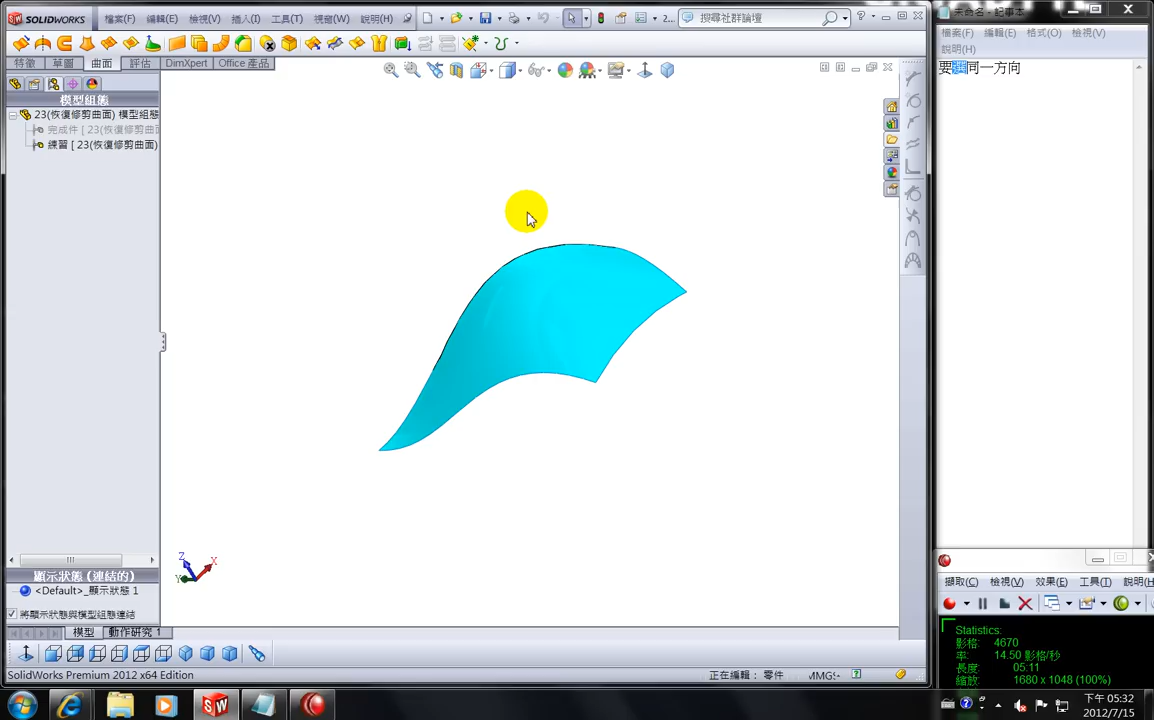 SOLIDWORKS 檔案(F) 編輯(E) 檢視(V) 插入(I) 工具(T) 視窗(W) 說明(H) 2... 搜尋社群論壇
特徵 草圖 曲面 評估 DimXpert Office 產品
模型組態
23(恢復修剪曲面) 模型組態
完成件 [ 23(恢復修剪曲面
練習 [ 23(恢復修剪曲面)
Z X Y
顯示狀態 (連結的)
<Default>_顯示狀態 1
將顯示狀態與模型組態連結
模型 動作研究 1
SolidWorks Premium 2012 x64 Edition 正在編輯: 零件 MMGS
未命名 - 記事本
檔案(F) 編輯(E) 格式(O) 檢視(V)
說明(H)
要選同一方向
擷取(C) 檢視(V) 效果(E) 工具(T) 說明(H
Statistics:
影格: 4670
率: 14.50 影格/秒
長度: 05.11
縮放: 1680 x 1048 (100%)
下午 05:32
2012/7/15